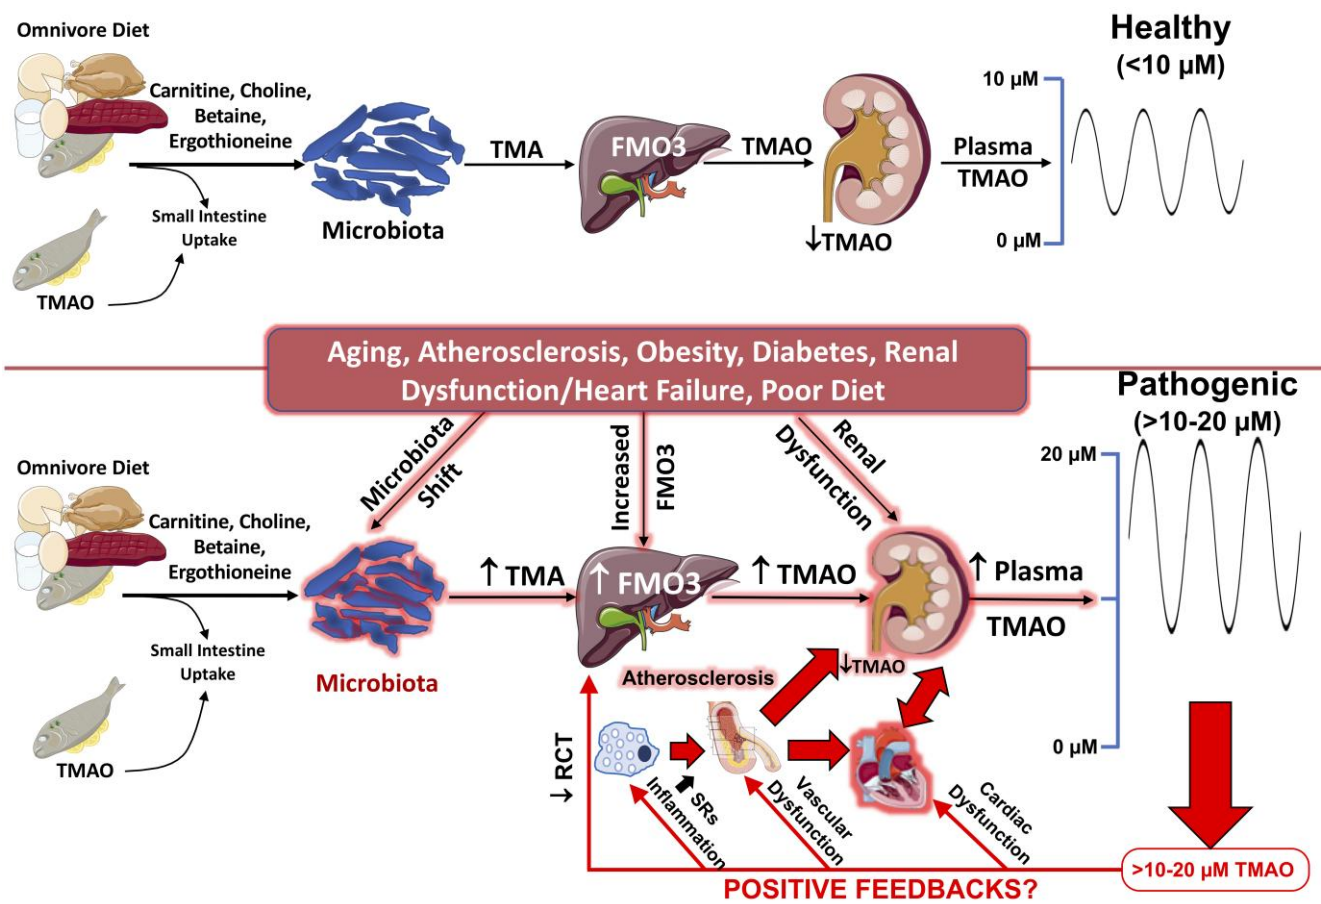 Omnivore Diet
Carnitine, Choline,
Betaine,
Ergothioneine
Small Intestine
Uptake
TMAO
Microbiota
TMA
FMO3
TMAO
↓TMAO
Plasma
TMAO
Healthy
(<10 µM)
10 µM
0 µM
Aging, Atherosclerosis, Obesity, Diabetes, Renal
Dysfunction/Heart Failure, Poor Diet
Microbiota
Shift
Increased
FMO3
Renal
Dysfunction
Pathogenic
(>10-20 µM)
20 µM
0 µM
Omnivore Diet
Carnitine, Choline,
Betaine,
Ergothioneine
Small Intestine
Uptake
TMAO
Microbiota
↑ TMA
↑ FMO3
↑ TMAO
↓TMAO
↑ Plasma
TMAO
Atherosclerosis
↓ RCT
↑ SRs
Inflammation
Vascular
Dysfunction
Cardiac
Dysfunction
>10-20 µM TMAO
POSITIVE FEEDBACKS?